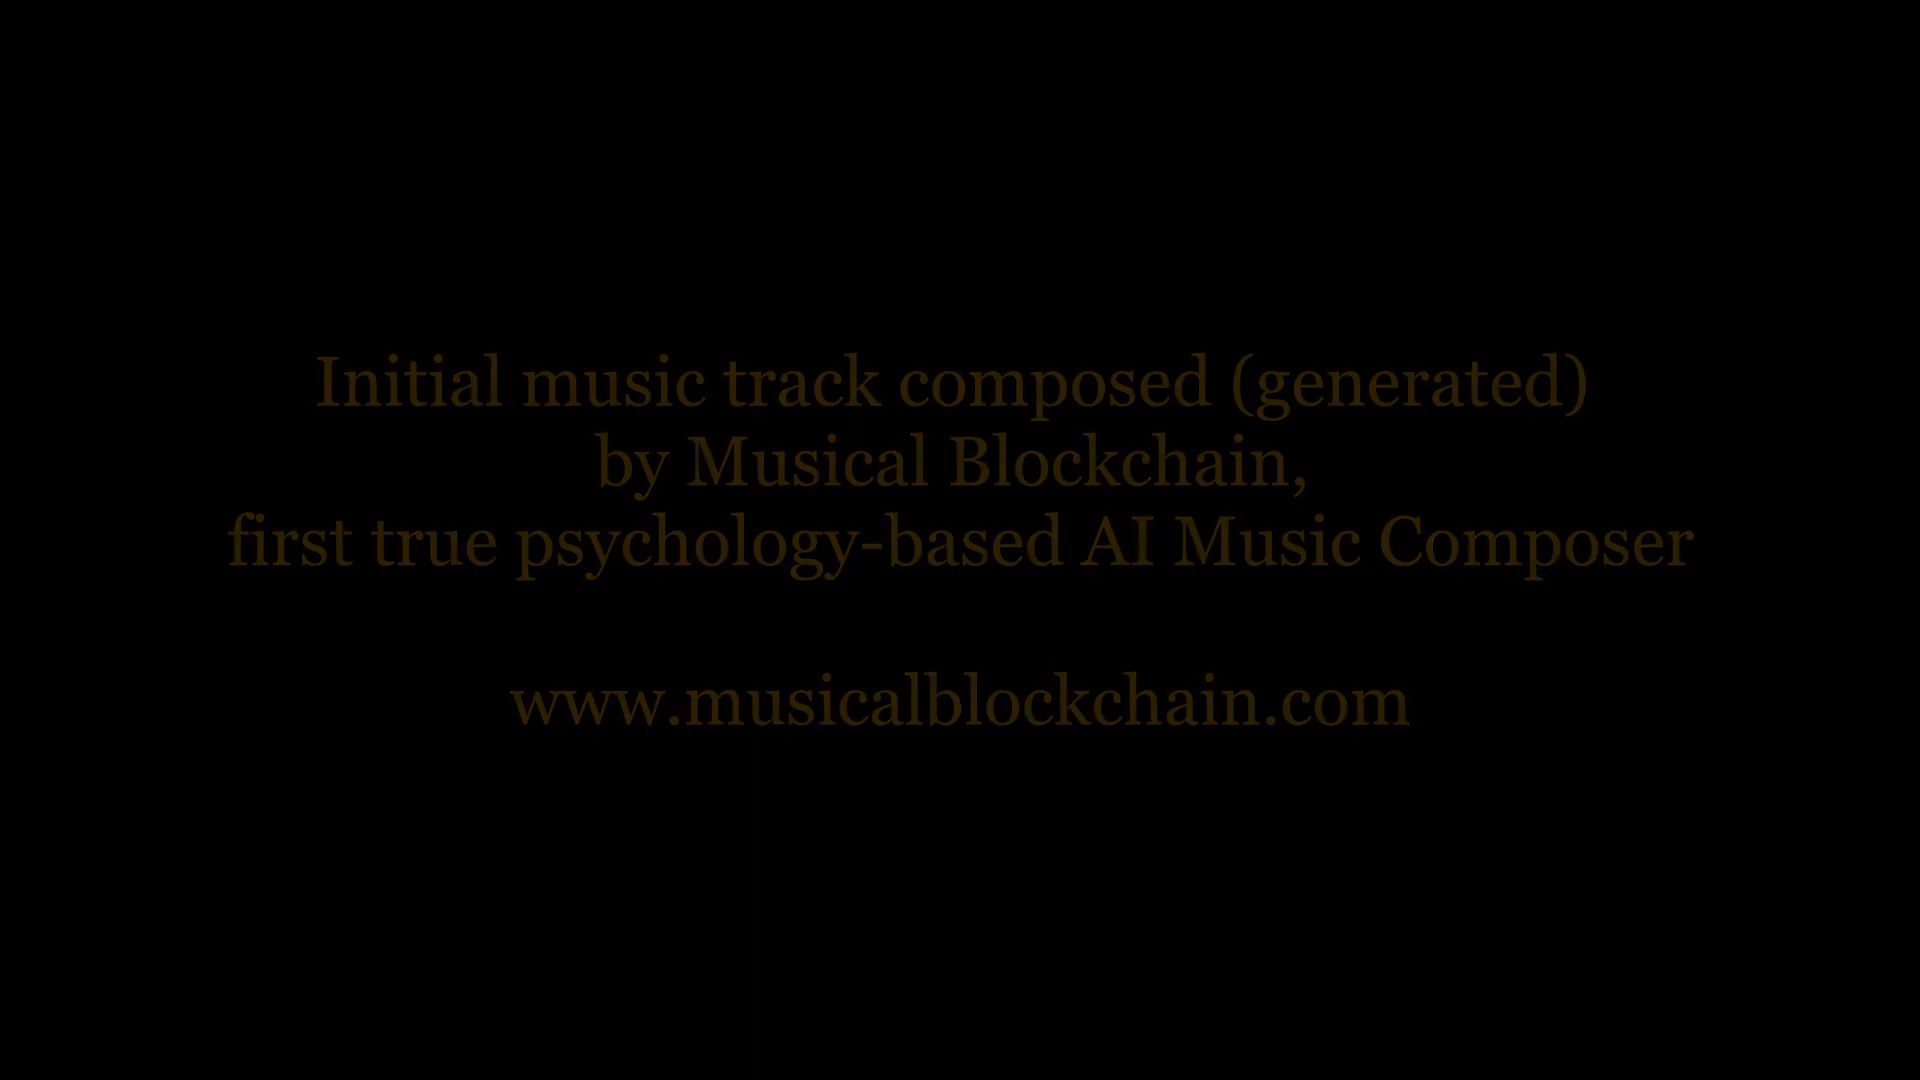 Initial music track composed (generated)
by Musical Blockchain,
first true psychology-based AI Music Composer
www.musicalblockchain.com